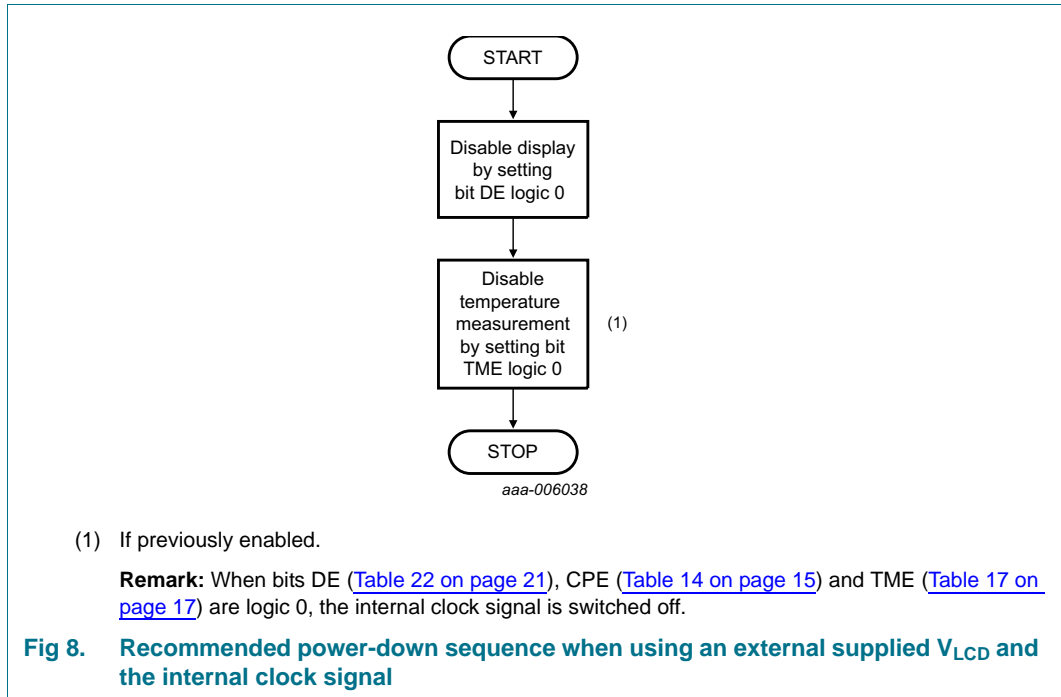 START
Disable display
by setting
bit DE logic 0
Disable
temperature
measurement
by setting bit
TME logic 0
(1)
STOP
aaa-006038
(1) If previously enabled.
Remark: When bits DE (Table 22 on page 21), CPE (Table 14 on page 15) and TME (Table 17 on
page 17) are logic 0, the internal clock signal is switched off.
Fig 8. Recommended power-down sequence when using an external supplied VLCD and
the internal clock signal